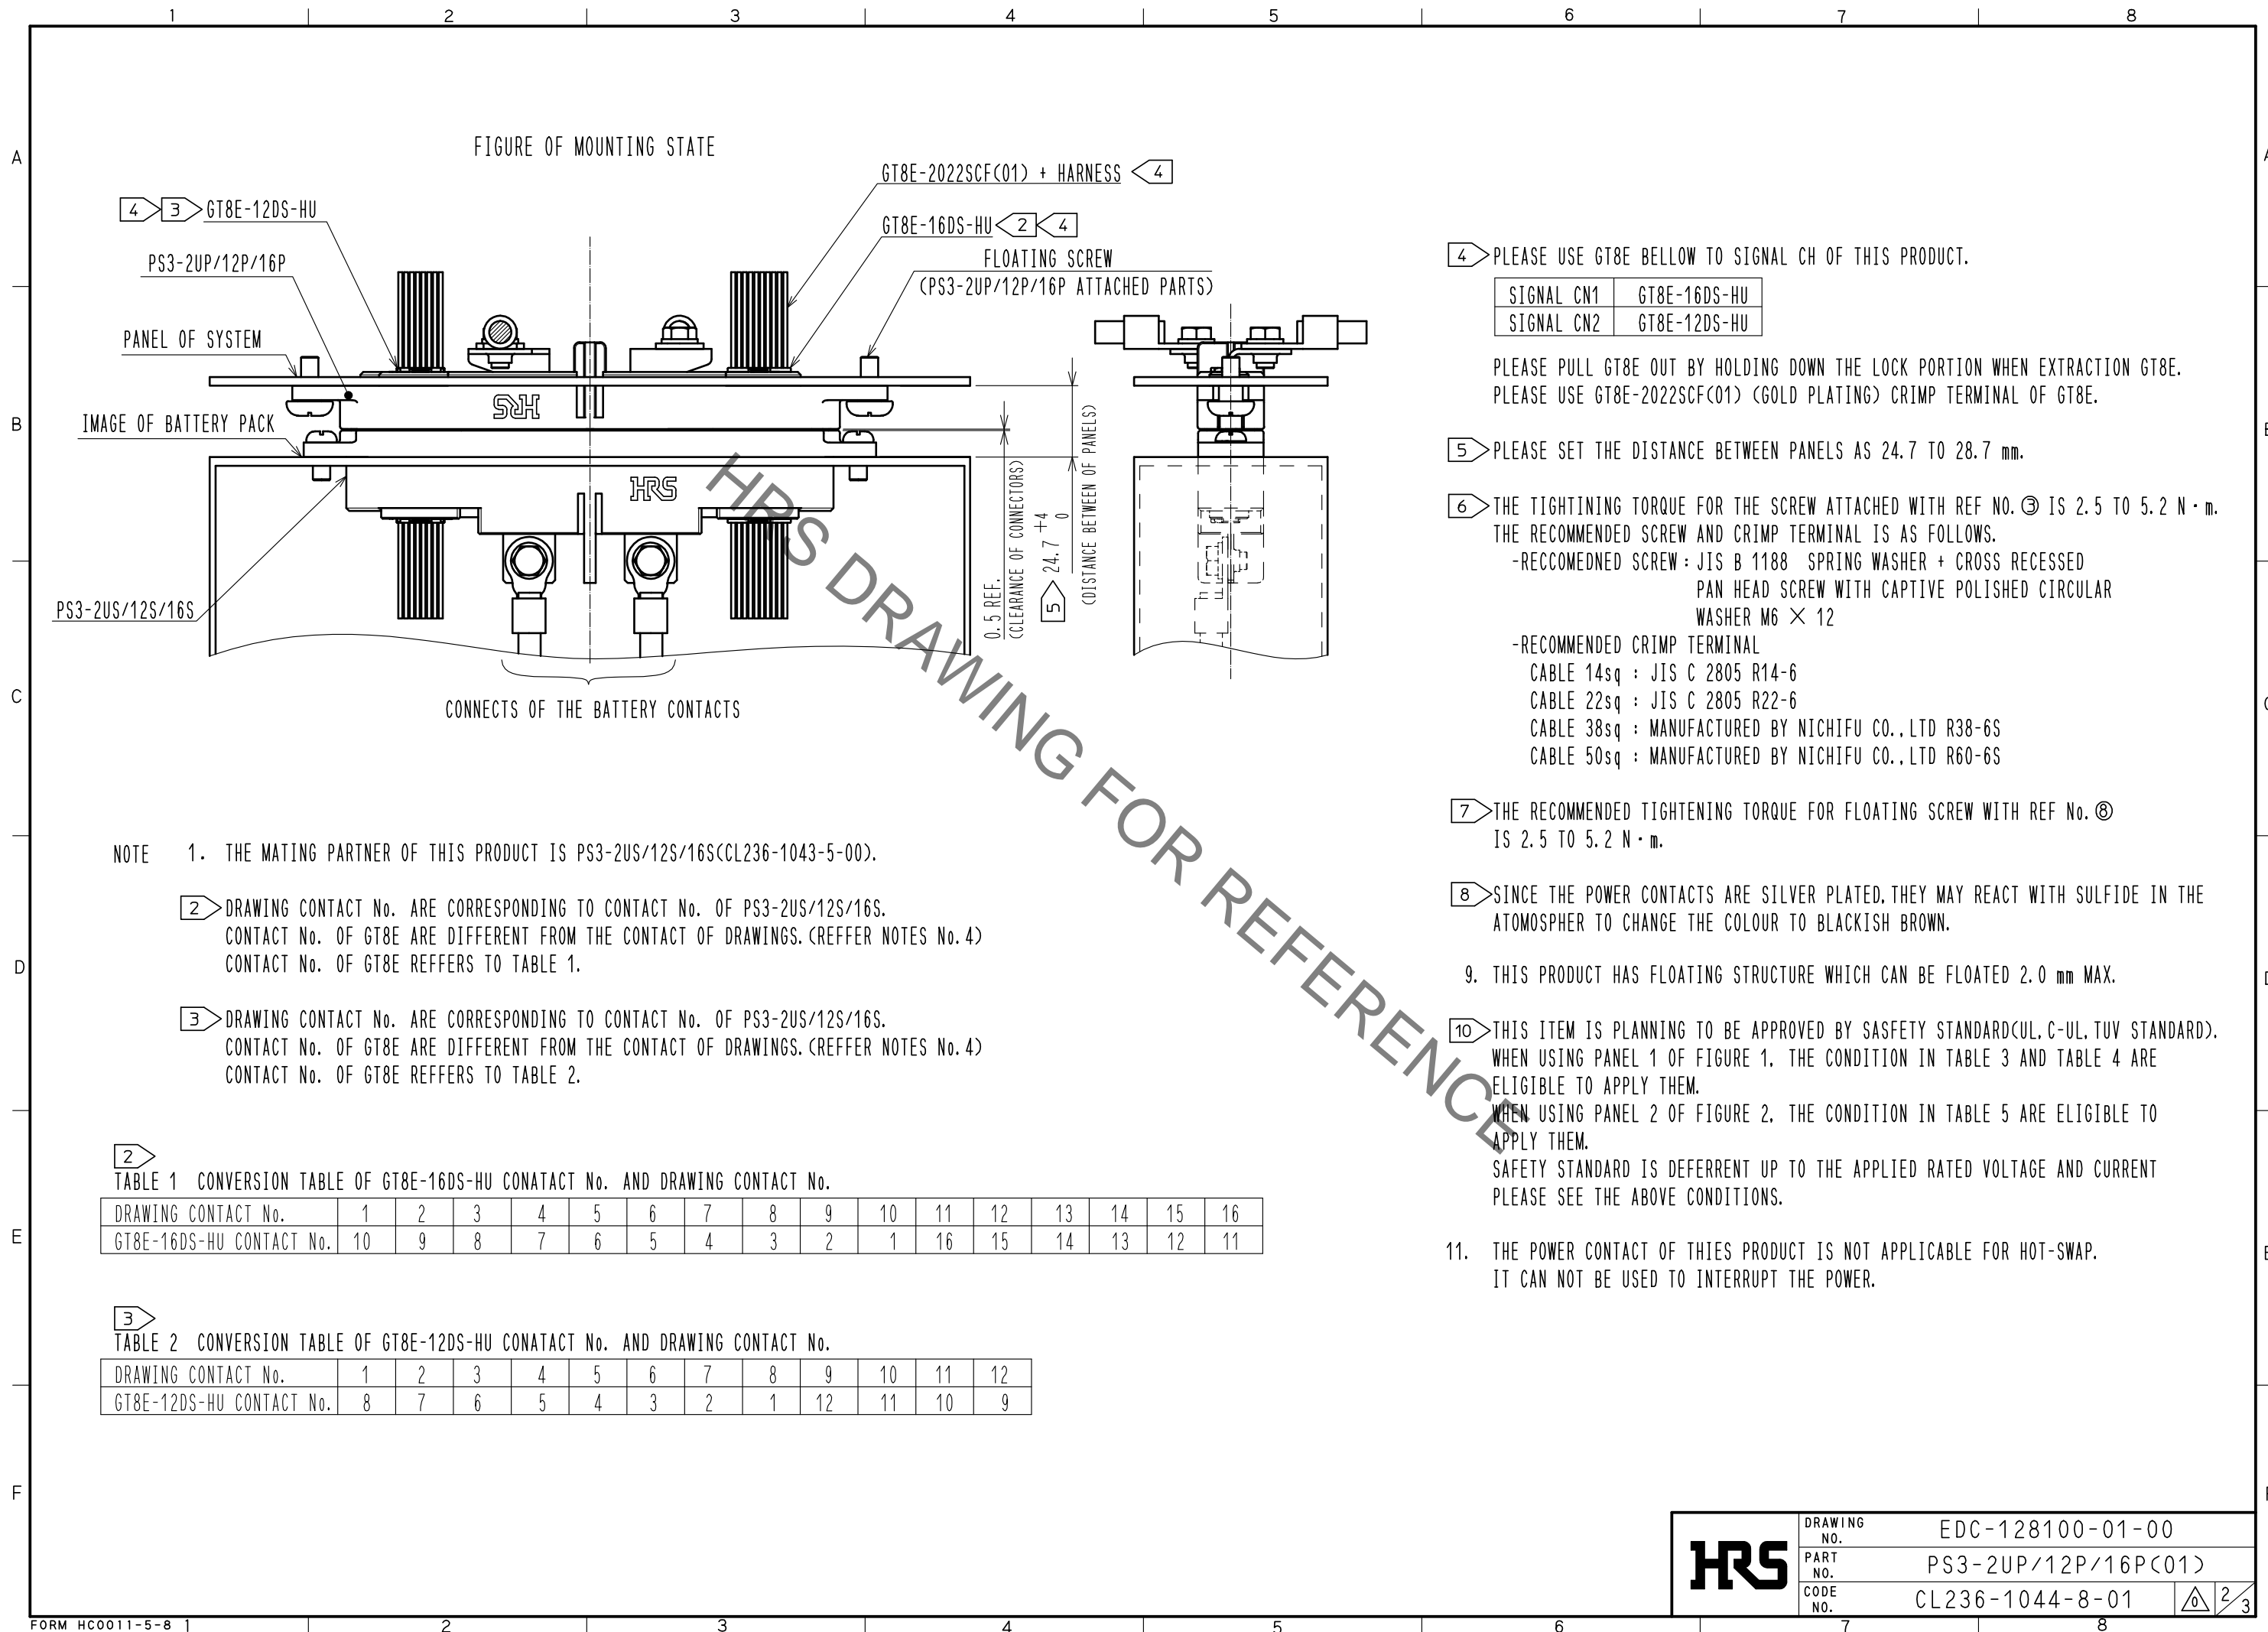 1 2 3 4 5 6 7 8
A
B
C
D
E
F
FIGURE OF MOUNTING STATE
GT8E-2022SCF(01) + HARNESS 4
4 3 GT8E-12DS-HU
GT8E-16DS-HU 2 4
PS3-2UP/12P/16P
FLOATING SCREW
(PS3-2UP/12P/16P ATTACHED PARTS)
PANEL OF SYSTEM
HRS
IMAGE OF BATTERY PACK
HRS
PS3-2US/12S/16S
0.5 REF.
(CLEARANCE OF CONNECTORS)
5 24.7 +4 0
(DISTANCE BETWEEN OF PANELS)
CONNECTS OF THE BATTERY CONTACTS
HRS DRAWING FOR REFERENCE
NOTE 1. THE MATING PARTNER OF THIS PRODUCT IS PS3-2US/12S/16S(CL236-1043-5-00).
2 DRAWING CONTACT No. ARE CORRESPONDING TO CONTACT No. OF PS3-2US/12S/16S.
CONTACT No. OF GT8E ARE DIFFERENT FROM THE CONTACT OF DRAWINGS.(REFFER NOTES No.4)
CONTACT No. OF GT8E REFFERS TO TABLE 1.
3 DRAWING CONTACT No. ARE CORRESPONDING TO CONTACT No. OF PS3-2US/12S/16S.
CONTACT No. OF GT8E ARE DIFFERENT FROM THE CONTACT OF DRAWINGS.(REFFER NOTES No.4)
CONTACT No. OF GT8E REFFERS TO TABLE 2.
2
TABLE 1 CONVERSION TABLE OF GT8E-16DS-HU CONATACT No. AND DRAWING CONTACT No.
DRAWING CONTACT No. 1 2 3 4 5 6 7 8 9 10 11 12 13 14 15 16
GT8E-16DS-HU CONTACT No. 10 9 8 7 6 5 4 3 2 1 16 15 14 13 12 11
3
TABLE 2 CONVERSION TABLE OF GT8E-12DS-HU CONATACT No. AND DRAWING CONTACT No.
DRAWING CONTACT No. 1 2 3 4 5 6 7 8 9 10 11 12
GT8E-12DS-HU CONTACT No. 8 7 6 5 4 3 2 1 12 11 10 9
4 PLEASE USE GT8E BELLOW TO SIGNAL CH OF THIS PRODUCT.
SIGNAL CN1 GT8E-16DS-HU
SIGNAL CN2 GT8E-12DS-HU
PLEASE PULL GT8E OUT BY HOLDING DOWN THE LOCK PORTION WHEN EXTRACTION GT8E.
PLEASE USE GT8E-2022SCF(01) (GOLD PLATING) CRIMP TERMINAL OF GT8E.
5 PLEASE SET THE DISTANCE BETWEEN PANELS AS 24.7 TO 28.7 mm.
6 THE TIGHTINING TORQUE FOR THE SCREW ATTACHED WITH REF NO. ③ IS 2.5 TO 5.2 N・m.
THE RECOMMENDED SCREW AND CRIMP TERMINAL IS AS FOLLOWS.
-RECCOMEDNED SCREW : JIS B 1188 SPRING WASHER + CROSS RECESSED
PAN HEAD SCREW WITH CAPTIVE POLISHED CIRCULAR
WASHER M6 × 12
-RECOMMENDED CRIMP TERMINAL
CABLE 14sq : JIS C 2805 R14-6
CABLE 22sq : JIS C 2805 R22-6
CABLE 38sq : MANUFACTURED BY NICHIFU CO.,LTD R38-6S
CABLE 50sq : MANUFACTURED BY NICHIFU CO.,LTD R60-6S
7 THE RECOMMENDED TIGHTENING TORQUE FOR FLOATING SCREW WITH REF No. ⑧
IS 2.5 TO 5.2 N・m.
8 SINCE THE POWER CONTACTS ARE SILVER PLATED,THEY MAY REACT WITH SULFIDE IN THE
ATOMOSPHER TO CHANGE THE COLOUR TO BLACKISH BROWN.
9. THIS PRODUCT HAS FLOATING STRUCTURE WHICH CAN BE FLOATED 2.0 mm MAX.
10 THIS ITEM IS PLANNING TO BE APPROVED BY SASFETY STANDARD(UL,C-UL,TUV STANDARD).
WHEN USING PANEL 1 OF FIGURE 1, THE CONDITION IN TABLE 3 AND TABLE 4 ARE
ELIGIBLE TO APPLY THEM.
WHEN USING PANEL 2 OF FIGURE 2, THE CONDITION IN TABLE 5 ARE ELIGIBLE TO
APPLY THEM.
SAFETY STANDARD IS DEFERRENT UP TO THE APPLIED RATED VOLTAGE AND CURRENT
PLEASE SEE THE ABOVE CONDITIONS.
11. THE POWER CONTACT OF THIES PRODUCT IS NOT APPLICABLE FOR HOT-SWAP.
IT CAN NOT BE USED TO INTERRUPT THE POWER.
HRS
DRAWING NO. EDC-128100-01-00
PART NO. PS3-2UP/12P/16P(01)
CODE NO. CL236-1044-8-01 0 2/3
FORM HC0011-5-8 1 2 3 4 5 6 7 8